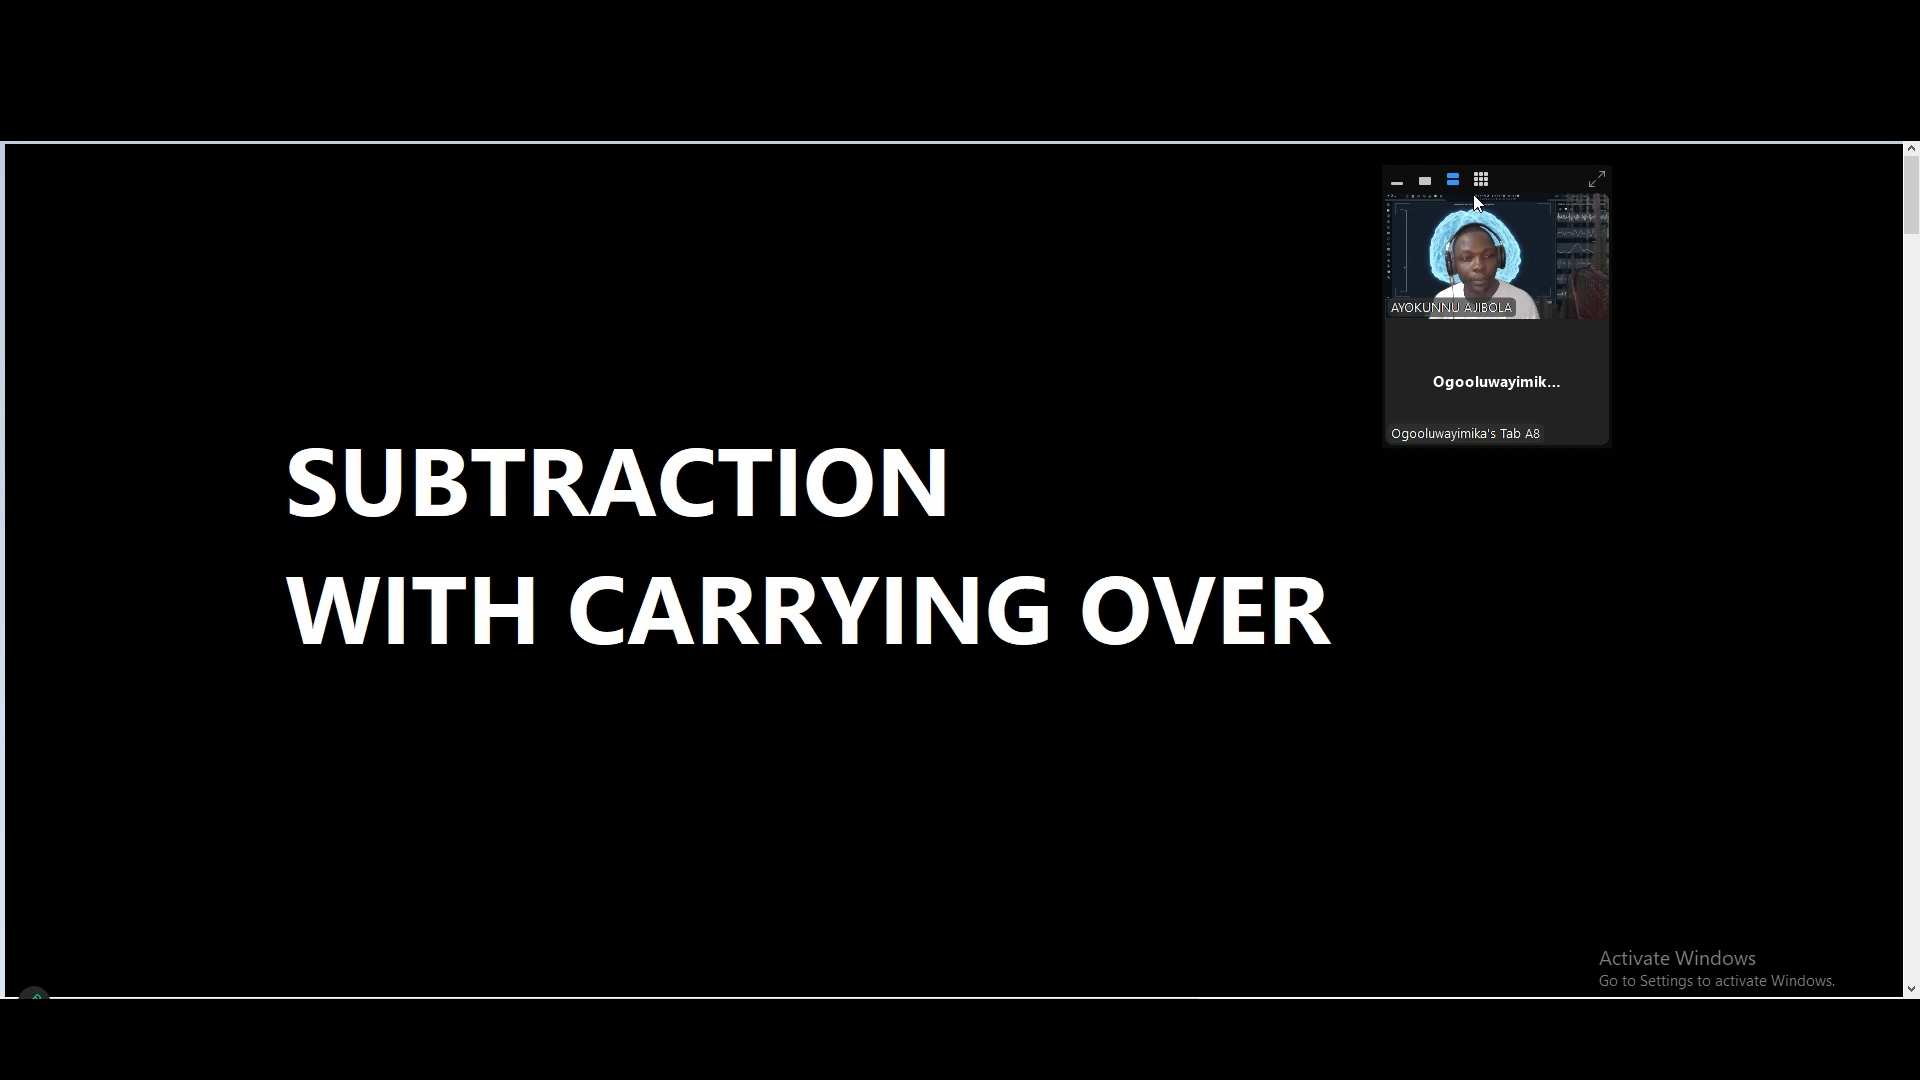 AYOKUNNU AJIBOLA
Ogooluwayimik...
Ogooluwayimika's Tab A8
SUBTRACTION
WITH CARRYING OVER
Activate Windows
Go to Settings to activate Windows.